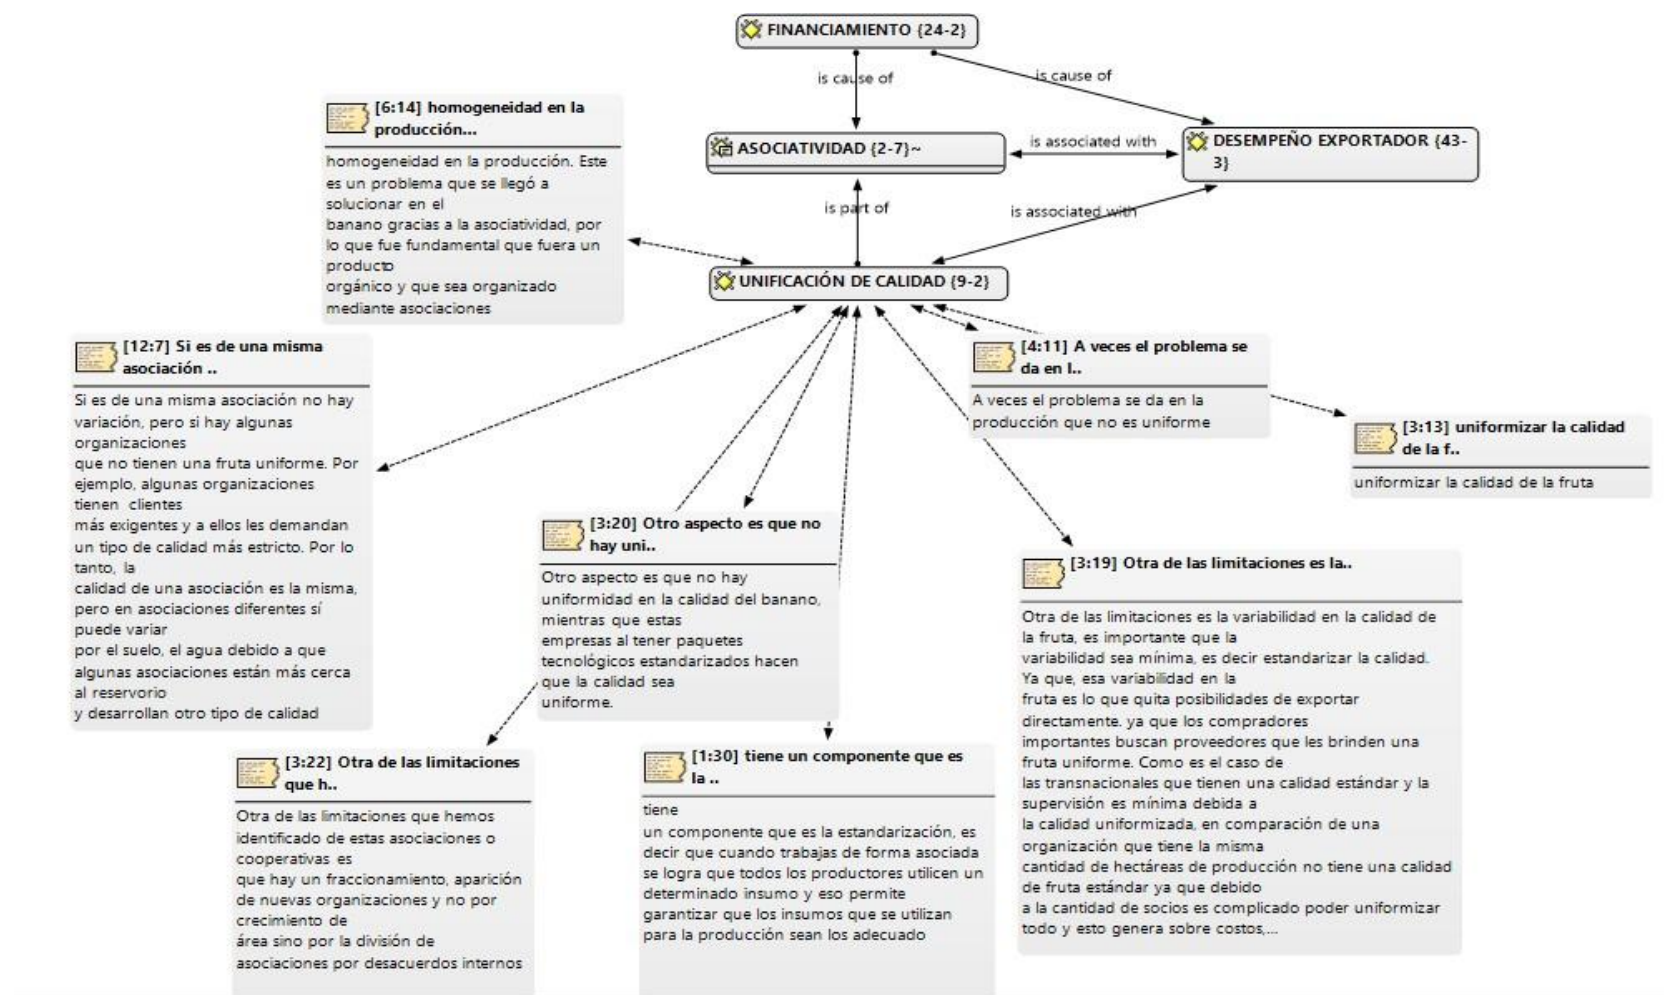 FINANCIAMIENTO {24-2}
is cause of
is cause of
ASOCIATIVIDAD {2-7}~
is associated with
DESEMPEÑO EXPORTADOR {43-
3}
is part of
is associated with
UNIFICACIÓN DE CALIDAD {9-2}
[6:14] homogeneidad en la
producción...
homogeneidad en la producción. Este
es un problema que se llegó a
solucionar en el
banano gracias a la asociatividad, por
lo que fue fundamental que fuera un
producto
orgánico y que sea organizado
mediante asociaciones
[12:7] Si es de una misma
asociación ..
Si es de una misma asociación no hay
variación, pero si hay algunas
organizaciones
que no tienen una fruta uniforme. Por
ejemplo, algunas organizaciones
tienen clientes
más exigentes y a ellos les demandan
un tipo de calidad más estricto. Por lo
tanto, la
calidad de una asociación es la misma,
pero en asociaciones diferentes sí
puede variar
por el suelo, el agua debido a que
algunas asociaciones están más cerca
al reservorio
y desarrollan otro tipo de calidad
[4:11] A veces el problema se
da en l..
A veces el problema se da en la
producción que no es uniforme
[3:13] uniformizar la calidad
de la f..
uniformizar la calidad de la fruta
[3:20] Otro aspecto es que no
hay uni..
Otro aspecto es que no hay
uniformidad en la calidad del banano,
mientras que estas
empresas al tener paquetes
tecnológicos estandarizados hacen
que la calidad sea
uniforme.
[3:19] Otra de las limitaciones es la..
Otra de las limitaciones es la variabilidad en la calidad de
la fruta, es importante que la
variabilidad sea mínima, es decir estandarizar la calidad.
Ya que, esa variabilidad en la
fruta es lo que quita posibilidades de exportar
directamente. ya que los compradores
importantes buscan proveedores que les brinden una
fruta uniforme. Como es el caso de
las transnacionales que tienen una calidad estándar y la
supervisión es mínima debida a
la calidad uniformizada, en comparación de una
organización que tiene la misma
cantidad de hectáreas de producción no tiene una calidad
de fruta estándar ya que debido
a la cantidad de socios es complicado poder uniformizar
todo y esto genera sobre costos,...
[3:22] Otra de las limitaciones
que h..
Otra de las limitaciones que hemos
identificado de estas asociaciones o
cooperativas es
que hay un fraccionamiento, aparición
de nuevas organizaciones y no por
crecimiento de
área sino por la división de
asociaciones por desacuerdos internos
[1:30] tiene un componente que es
la ..
tiene
un componente que es la estandarización, es
decir que cuando trabajas de forma asociada
se logra que todos los productores utilicen un
determinado insumo y eso permite
garantizar que los insumos que se utilizan
para la producción sean los adecuado